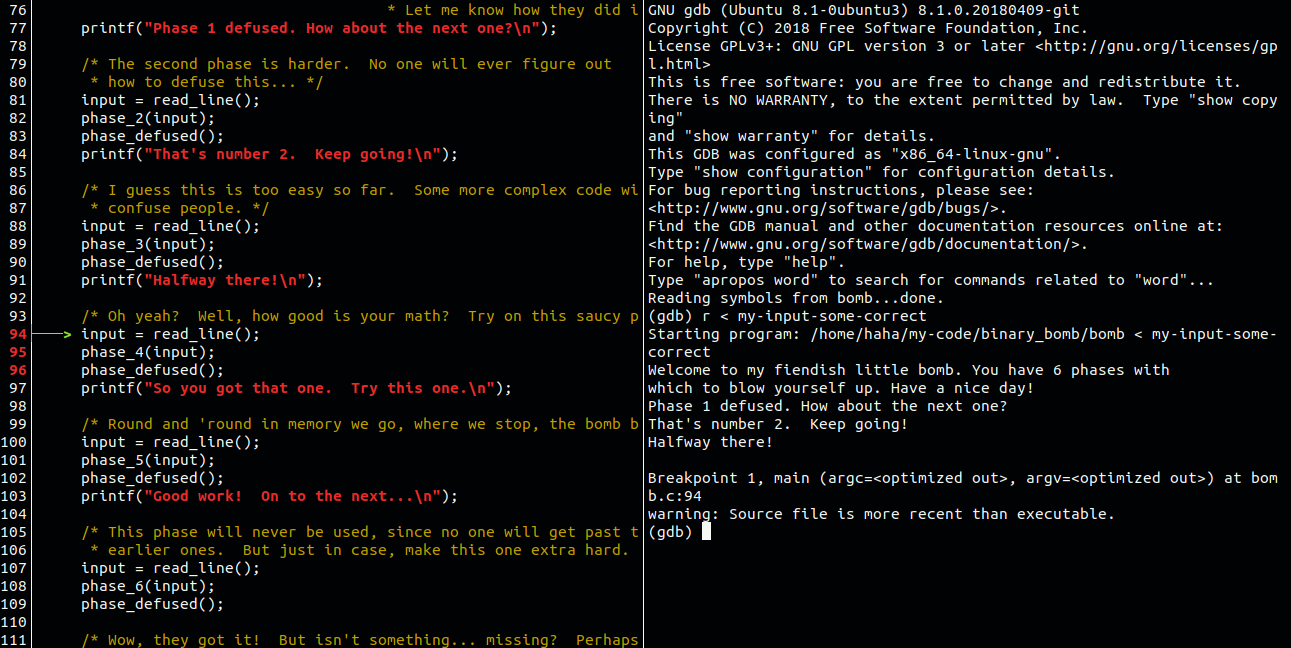 76                                         * Let me know how they did i
77      printf("Phase 1 defused. How about the next one?\n");
78
79      /* The second phase is harder.  No one will ever figure out
80       * how to defuse this... */
81      input = read_line();
82      phase_2(input);
83      phase_defused();
84      printf("That's number 2.  Keep going!\n");
85
86      /* I guess this is too easy so far.  Some more complex code wi
87       * confuse people. */
88      input = read_line();
89      phase_3(input);
90      phase_defused();
91      printf("Halfway there!\n");
92
93      /* Oh yeah?  Well, how good is your math?  Try on this saucy p
94      input = read_line();
95      phase_4(input);
96      phase_defused();
97      printf("So you got that one.  Try this one.\n");
98
99      /* Round and 'round in memory we go, where we stop, the bomb b
100     input = read_line();
101     phase_5(input);
102     phase_defused();
103     printf("Good work!  On to the next...\n");
104
105     /* This phase will never be used, since no one will get past t
106      * earlier ones.  But just in case, make this one extra hard.
107     input = read_line();
108     phase_6(input);
109     phase_defused();
110
111     /* Wow, they got it!  But isn't something... missing?  Perhaps
GNU gdb (Ubuntu 8.1-0ubuntu3) 8.1.0.20180409-git
Copyright (C) 2018 Free Software Foundation, Inc.
License GPLv3+: GNU GPL version 3 or later <http://gnu.org/licenses/gp
l.html>
This is free software: you are free to change and redistribute it.
There is NO WARRANTY, to the extent permitted by law.  Type "show copy
ing"
and "show warranty" for details.
This GDB was configured as "x86_64-linux-gnu".
Type "show configuration" for configuration details.
For bug reporting instructions, please see:
<http://www.gnu.org/software/gdb/bugs/>.
Find the GDB manual and other documentation resources online at:
<http://www.gnu.org/software/gdb/documentation/>.
For help, type "help".
Type "apropos word" to search for commands related to "word"...
Reading symbols from bomb...done.
(gdb) r < my-input-some-correct
Starting program: /home/haha/my-code/binary_bomb/bomb < my-input-some-
correct
Welcome to my fiendish little bomb. You have 6 phases with
which to blow yourself up. Have a nice day!
Phase 1 defused. How about the next one?
That's number 2.  Keep going!
Halfway there!

Breakpoint 1, main (argc=<optimized out>, argv=<optimized out>) at bom
b.c:94
warning: Source file is more recent than executable.
(gdb)